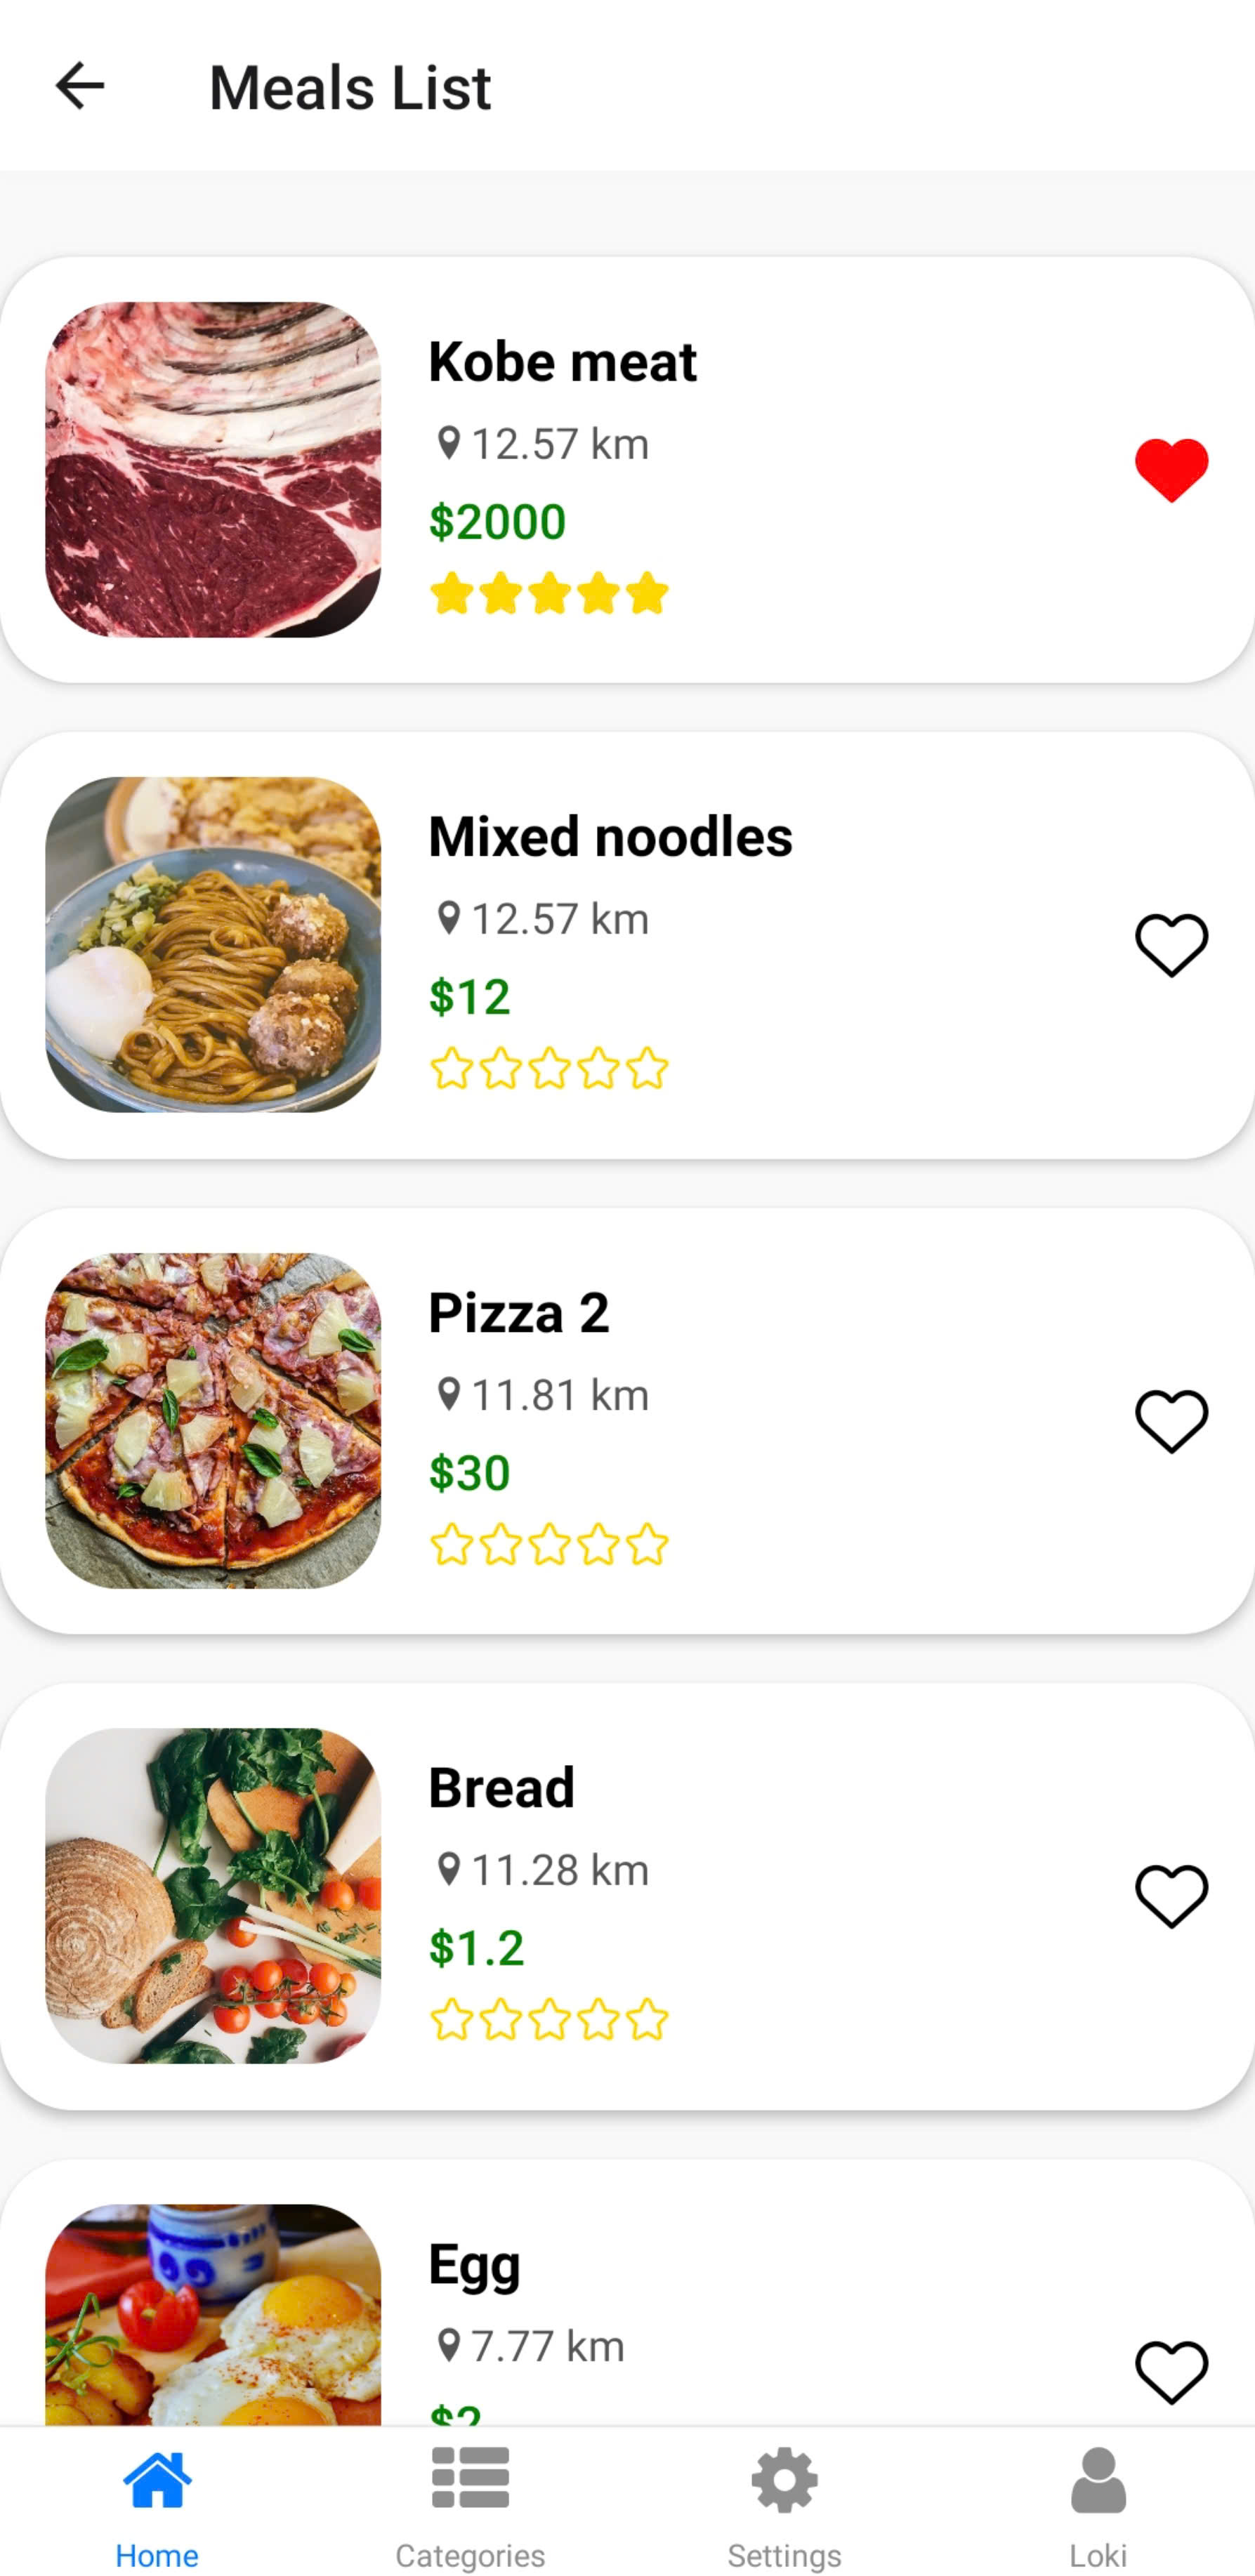 Meals List
Kobe meat
12.57 km
$2000
Mixed noodles
12.57 km
$12
Pizza 2
11.81 km
$30
Bread
11.28 km
$1.2
Egg
7.77 km
$2
Home
Categories
Settings
Loki